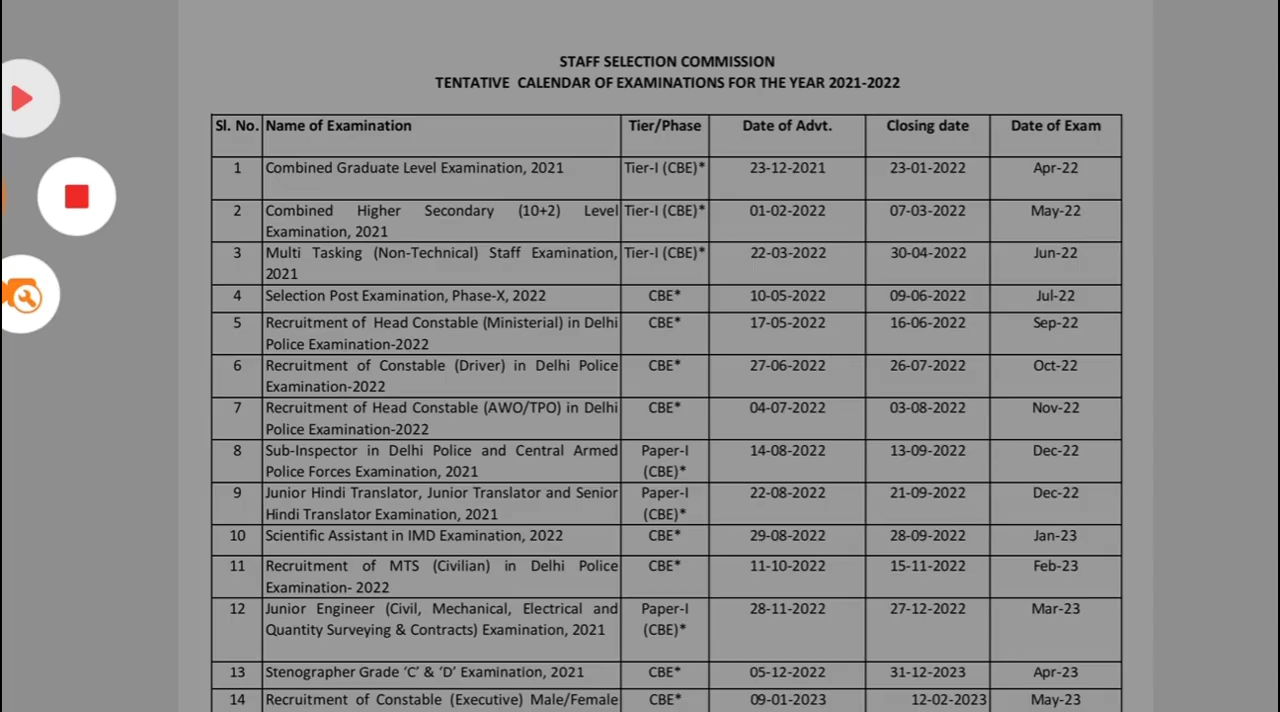 STAFF SELECTION COMMISSION
TENTATIVE CALENDAR OF EXAMINATIONS FOR THE YEAR 2021-2022
Sl. No. Name of Examination Tier/Phase Date of Advt. Closing date Date of Exam
1 Combined Graduate Level Examination, 2021 Tier-I (CBE)* 23-12-2021 23-01-2022 Apr-22
2 Combined Higher Secondary (10+2) Level Tier-I (CBE)* 01-02-2022 07-03-2022 May-22
Examination, 2021
3 Multi Tasking (Non-Technical) Staff Examination, Tier-I (CBE)* 22-03-2022 30-04-2022 Jun-22
2021
4 Selection Post Examination, Phase-X, 2022 CBE* 10-05-2022 09-06-2022 Jul-22
5 Recruitment of Head Constable (Ministerial) in Delhi CBE* 17-05-2022 16-06-2022 Sep-22
Police Examination-2022
6 Recruitment of Constable (Driver) in Delhi Police CBE* 27-06-2022 26-07-2022 Oct-22
Examination-2022
7 Recruitment of Head Constable (AWO/TPO) in Delhi CBE* 04-07-2022 03-08-2022 Nov-22
Police Examination-2022
8 Sub-Inspector in Delhi Police and Central Armed Paper-I 14-08-2022 13-09-2022 Dec-22
Police Forces Examination, 2021 (CBE)*
9 Junior Hindi Translator, Junior Translator and Senior Paper-I 22-08-2022 21-09-2022 Dec-22
Hindi Translator Examination, 2021 (CBE)*
10 Scientific Assistant in IMD Examination, 2022 CBE* 29-08-2022 28-09-2022 Jan-23
11 Recruitment of MTS (Civilian) in Delhi Police CBE* 11-10-2022 15-11-2022 Feb-23
Examination- 2022
12 Junior Engineer (Civil, Mechanical, Electrical and Paper-I 28-11-2022 27-12-2022 Mar-23
Quantity Surveying & Contracts) Examination, 2021 (CBE)*
13 Stenographer Grade ‘C’ & ‘D’ Examination, 2021 CBE* 05-12-2022 31-12-2023 Apr-23
14 Recruitment of Constable (Executive) Male/Female CBE* 09-01-2023 12-02-2023 May-23